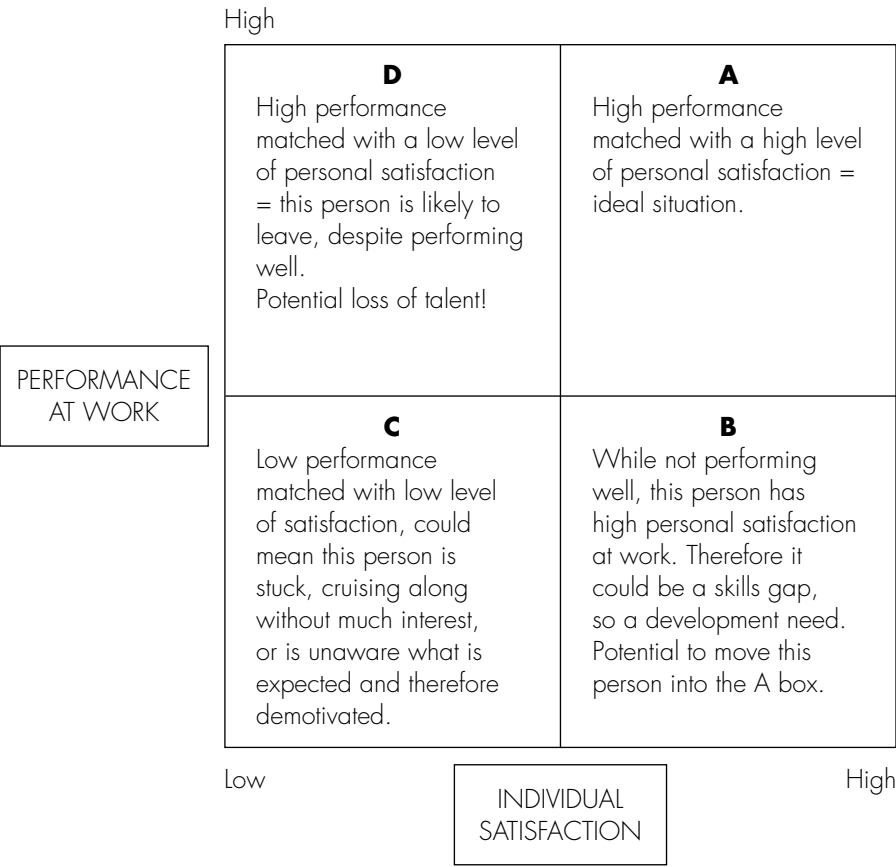 High
D
High performance
matched with a low level
of personal satisfaction
= this person is likely to
leave, despite performing
well.
Potential loss of talent!
A
High performance
matched with a high level
of personal satisfaction =
ideal situation.
PERFORMANCE
AT WORK
C
Low performance
matched with low level
of satisfaction, could
mean this person is
stuck, cruising along
without much interest,
or is unaware what is
expected and therefore
demotivated.
B
While not performing
well, this person has
high personal satisfaction
at work. Therefore it
could be a skills gap,
so a development need.
Potential to move this
person into the A box.
Low
High
INDIVIDUAL
SATISFACTION